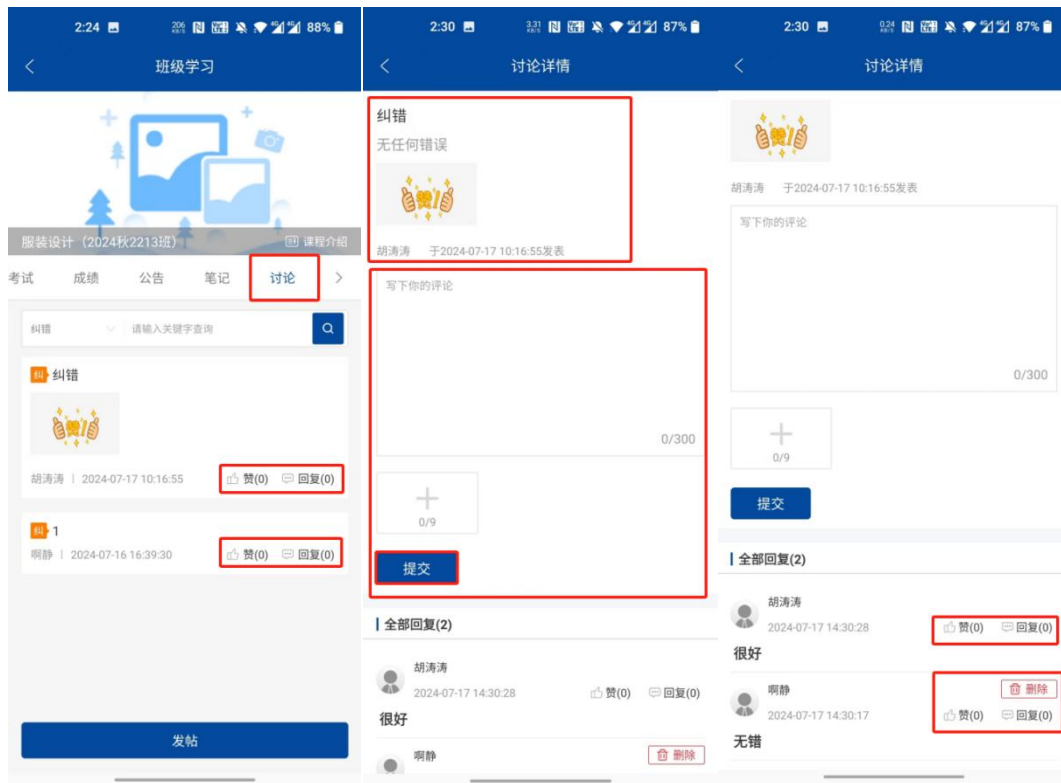 2:24 206 KB/S 88%
班级学习
服装设计（2024秋2213班） 课程介绍
考试 成绩 公告 笔记 讨论
纠错 请输入关键字查询
纠 纠错
赞!
胡涛涛 | 2024-07-17 10:16:55 赞(0) 回复(0)
纠 1
啊静 | 2024-07-16 16:39:30 赞(0) 回复(0)
发帖
2:30 3.31 KB/S 87%
讨论详情
纠错
无任何错误
赞!
胡涛涛 于2024-07-17 10:16:55发表
写下你的评论
0/300
0/9
提交
全部回复(2)
胡涛涛
2024-07-17 14:30:28 赞(0) 回复(0)
很好
啊静 删除
2:30 0.24 KB/S 87%
讨论详情
赞!
胡涛涛 于2024-07-17 10:16:55发表
写下你的评论
0/300
0/9
提交
全部回复(2)
胡涛涛
2024-07-17 14:30:28 赞(0) 回复(0)
很好
啊静 删除
2024-07-17 14:30:17 赞(0) 回复(0)
无错